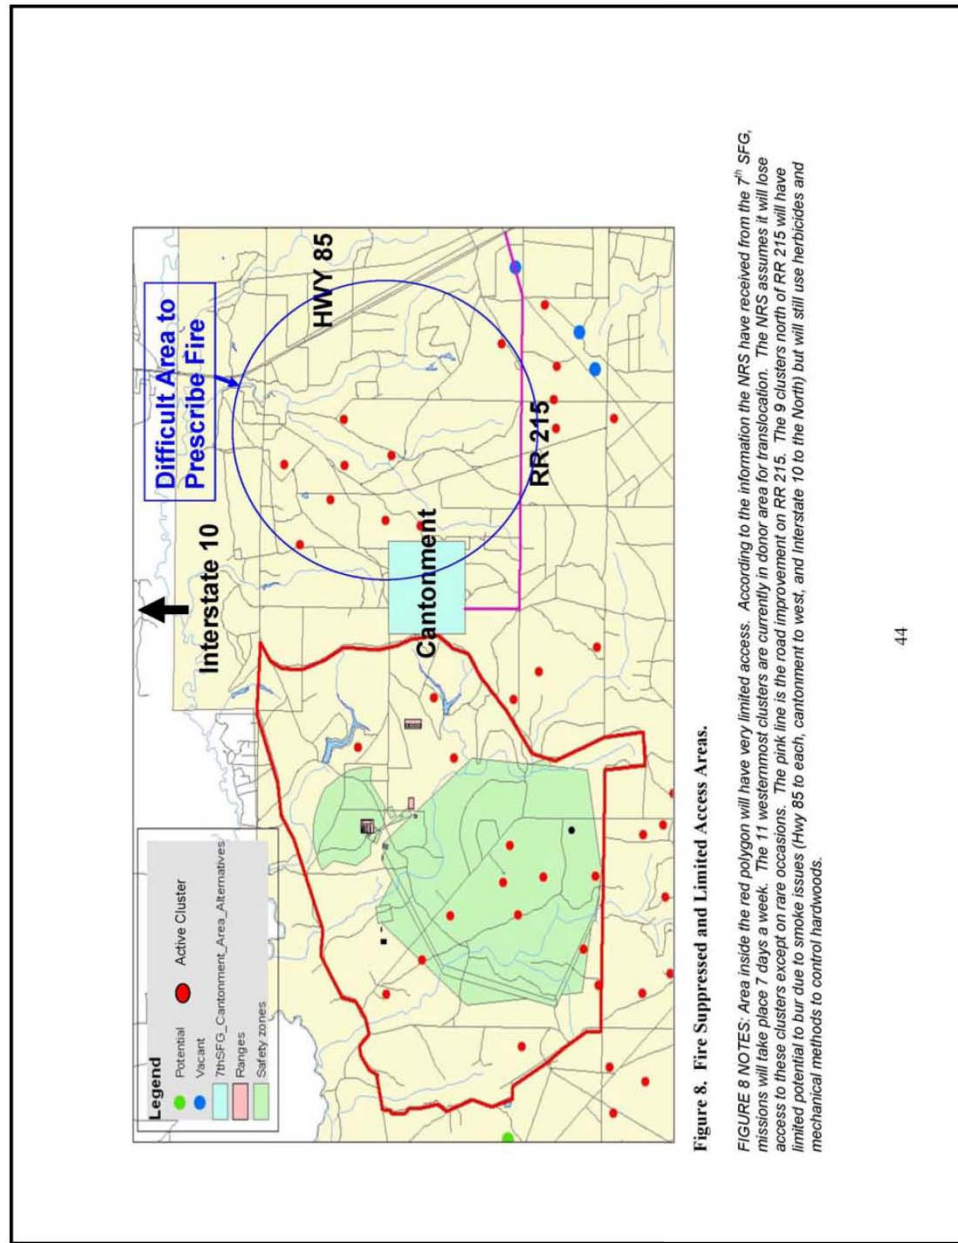 Difficult Area to
Prescribe Fire
HWY 85
Interstate 10
Cantonment
RR 215
Legend
Potential
Vacant
Active Cluster
7thSFG_Cantonment_Area_Alternatives
Ranges
Safety zones
Figure 8. Fire Suppressed and Limited Access Areas.
FIGURE 8 NOTES: Area inside the red polygon will have very limited access. According to the information the NRS have received from the 7th SFG,
missions will take place 7 days a week. The 11 westernmost clusters are currently in donor area for translocation. The NRS assumes it will lose
access to these clusters except on rare occasions. The pink line is the road improvement on RR 215. The 9 clusters north of RR 215 will have
limited potential to bur due to smoke issues (Hwy 85 to each, cantonment to west, and Interstate 10 to the North) but will still use herbicides and
mechanical methods to control hardwoods.
44